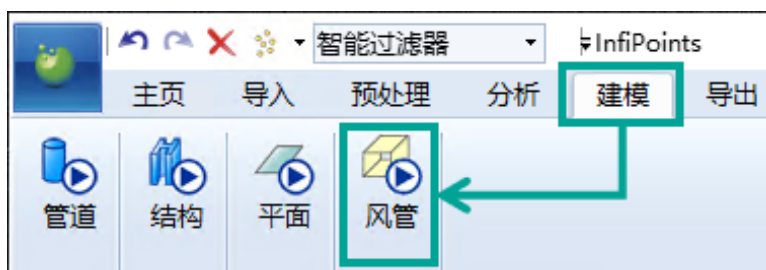 智能过滤器 InfiPoints
主页 导入 预处理 分析 建模 导出
管道 结构 平面 风管